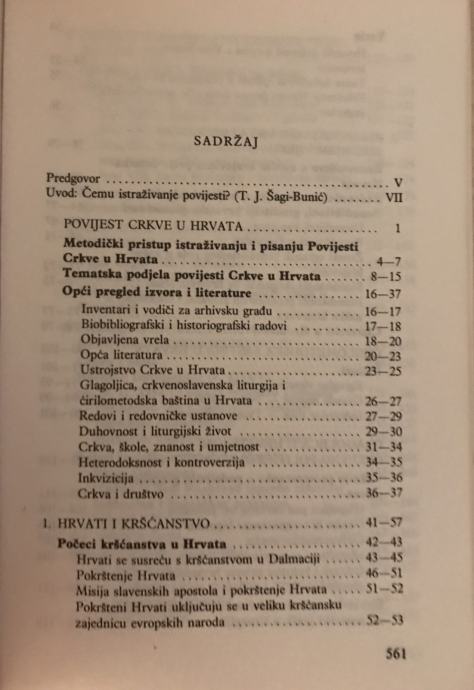 SADRŽAJ
Predgovor ........................................ V
Uvod: Čemu istraživanje povijesti? (T. J. Šagi-Bunić) ........ VII
POVIJEST CRKVE U HRVATA ..................... 1
Metodički pristup istraživanju i pisanju Povijesti
Crkve u Hrvata ................................. 4—7
Tematska podjela povijesti Crkve u Hrvata ....... 8—15
Opći pregled izvora i literature ................. 16—37
Inventari i vodiči za arhivsku građu ............. 16—17
Biobibliografski i historiografski radovi .......... 17—18
Objavljena vrela ............................... 18—20
Opća literatura ................................ 20—23
Ustrojstvo Crkve u Hrvata ...................... 23—25
Glagoljica, crkvenoslavenska liturgija i
ćirilometodska baština u Hrvata ................. 26—27
Redovi i redovničke ustanove ................... 27—29
Duhovnost i liturgijski život ................... 29—30
Crkva, škole, znanost i umjetnost ............... 31—34
Heterodoksnost i kontroverzija .................. 34—35
Inkvizicija ................................... 35—36
Crkva i društvo ............................... 36—37
I. HRVATI I KRŠĆANSTVO ......................... 41—57
Počeci kršćanstva u Hrvata ..................... 42—43
Hrvati se susreću s kršćanstvom u Dalmaciji ...... 43—45
Pokrštenje Hrvata .............................. 46—51
Misija slavenskih apostola i pokrštenje Hrvata ..... 51—52
Pokršteni Hrvati uključuju se u veliku kršćansku
zajednicu evropskih naroda ...................... 52—53
561